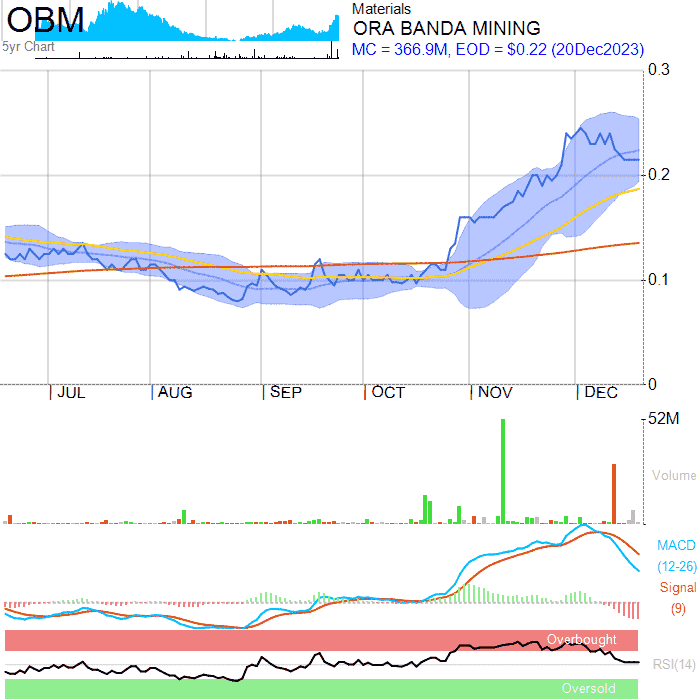 OBM
5yr Chart
Materials
ORA BANDA MINING
MC = 366.9M, EOD = $0.22 (20Dec2023)
0.3
0.2
0.1
0
JUL AUG SEP OCT NOV DEC
52M
Volume
MACD
(12-26)
Signal
(9)
Overbought
RSI(14)
Oversold